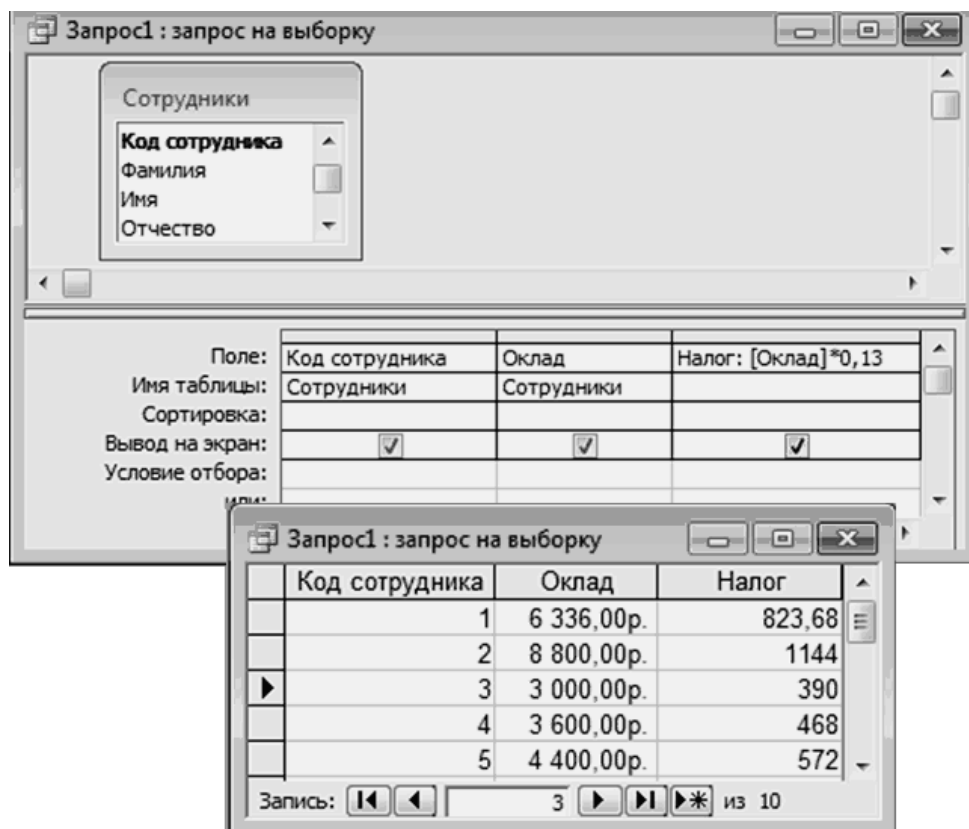 Запрос1 : запрос на выборку
Сотрудники
Код сотрудника
Фамилия
Имя
Отчество
Поле: Код сотрудника Оклад Налог: [Оклад]*0,13
Имя таблицы: Сотрудники Сотрудники
Сортировка:
Вывод на экран:
Условие отбора:
или:
Запрос1 : запрос на выборку
Код сотрудника Оклад Налог
1 6 336,00р. 823,68
2 8 800,00р. 1144
3 3 000,00р. 390
4 3 600,00р. 468
5 4 400,00р. 572
Запись: 3 из 10